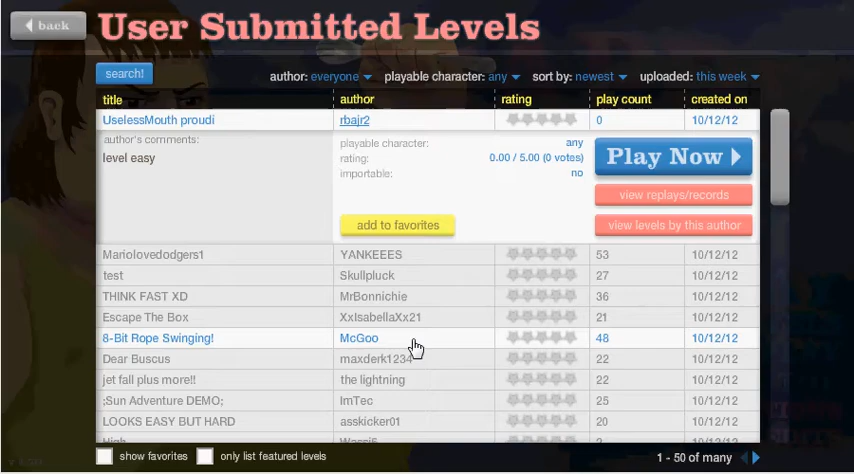 back
User Submitted Levels
search!
author: everyone playable character: any sort by: newest uploaded: this week
title author rating play count created on
UselessMouth proudi rbajr2 0 10/12/12
author's comments:
level easy
playable character: any
rating: 0.00 / 5.00 (0 votes)
importable: no
Play Now
view replays/records
add to favorites
view levels by this author
Mariolovedodgers1 YANKEEES 53 10/12/12
test Skullpluck 27 10/12/12
THINK FAST XD MrBonnichie 36 10/12/12
Escape The Box XxIsabellaXx21 21 10/12/12
8-Bit Rope Swinging! McGoo 48 10/12/12
Dear Buscus maxderk1234 22 10/12/12
jet fall plus more!! the lightning 22 10/12/12
;Sun Adventure DEMO; ImTec 25 10/12/12
LOOKS EASY BUT HARD asskicker01 20 10/12/12
High 10/12/12
show favorites only list featured levels 1 - 50 of many